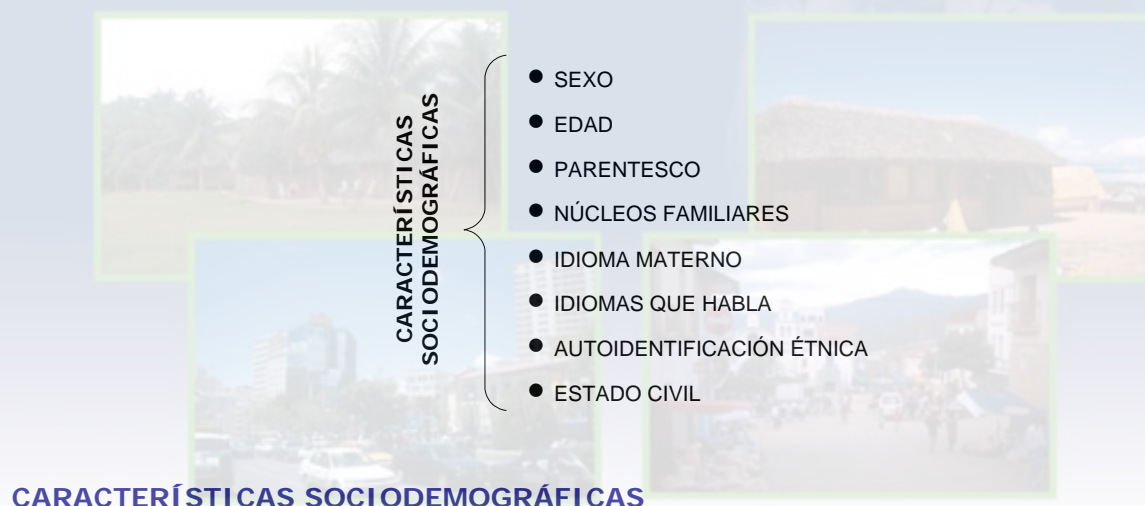 CARACTERÍSTICAS
SOCIODEMOGRÁFICAS
● SEXO
● EDAD
● PARENTESCO
● NÚCLEOS FAMILIARES
● IDIOMA MATERNO
● IDIOMAS QUE HABLA
● AUTOIDENTIFICACIÓN ÉTNICA
● ESTADO CIVIL
CARACTERÍSTICAS SOCIODEMOGRÁFICAS